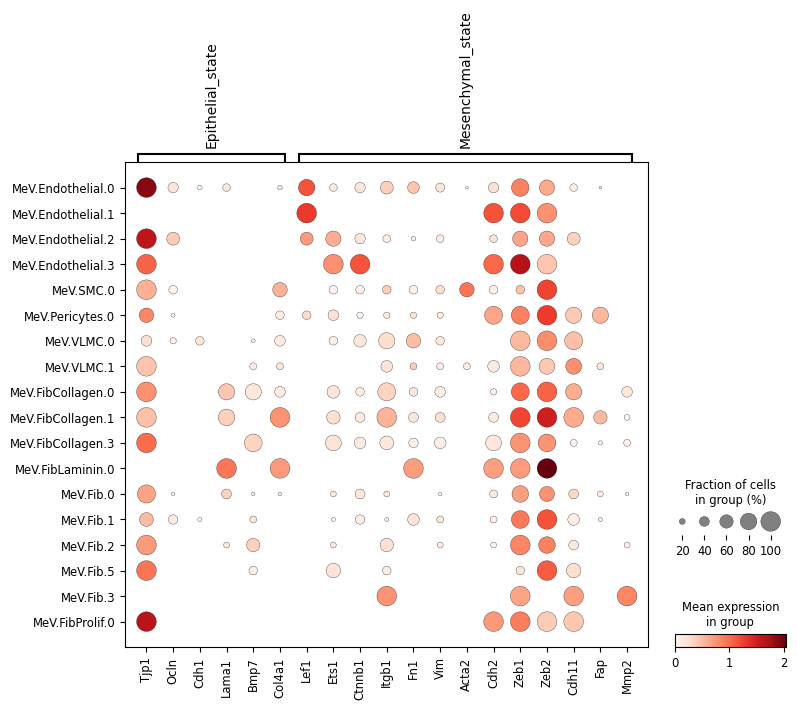 Epithelial_state
Mesenchymal_state
MeV.Endothelial.0
MeV.Endothelial.1
MeV.Endothelial.2
MeV.Endothelial.3
MeV.SMC.0
MeV.Pericytes.0
MeV.VLMC.0
MeV.VLMC.1
MeV.FibCollagen.0
MeV.FibCollagen.1
MeV.FibCollagen.3
MeV.FibLaminin.0
MeV.Fib.0
MeV.Fib.1
MeV.Fib.2
MeV.Fib.5
MeV.Fib.3
MeV.FibProlif.0
Tjp1
Ocln
Cdh1
Lama1
Bmp7
Col4a1
Lef1
Ets1
Ctnnb1
Itgb1
Fn1
Vim
Acta2
Cdh2
Zeb1
Zeb2
Cdh11
Fap
Mmp2
Fraction of cells
in group (%)
20 40 60 80 100
Mean expression
in group
0 1 2